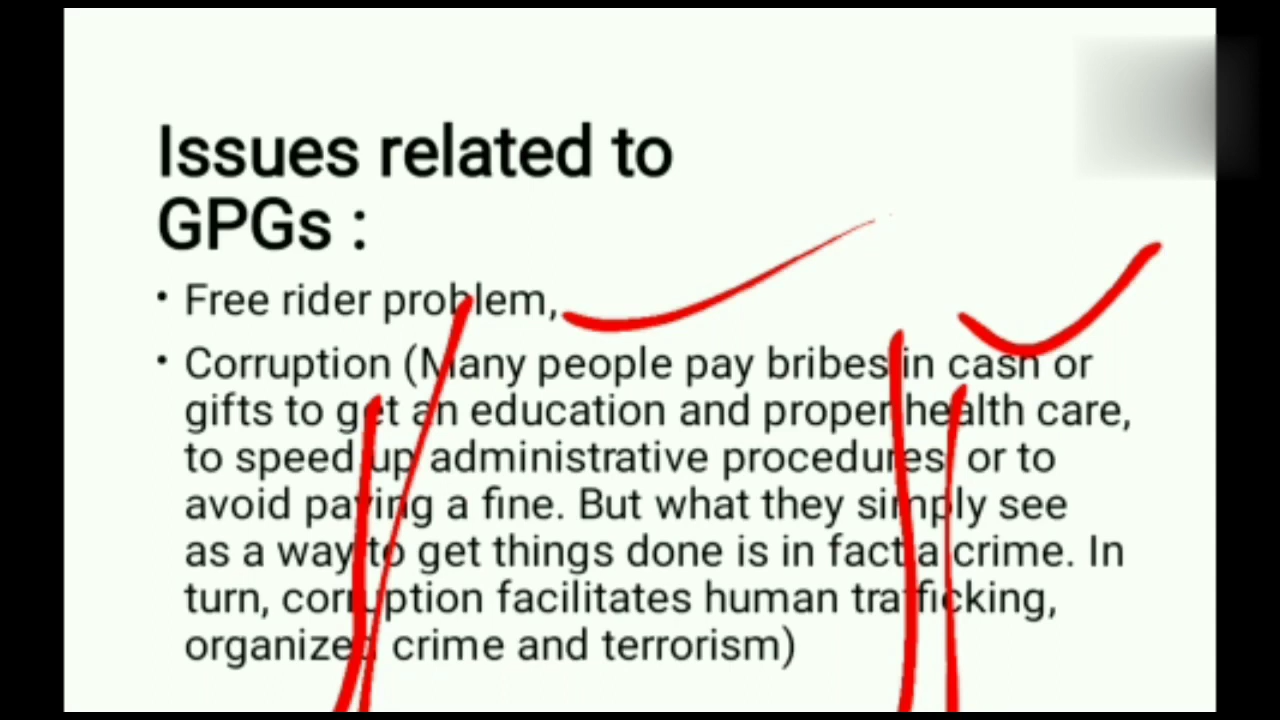 Issues related to
GPGs :
• Free rider problem,
• Corruption (Many people pay bribes in cash or
gifts to get an education and proper health care,
to speed up administrative procedures, or to
avoid paying a fine. But what they simply see
as a way to get things done is in fact a crime. In
turn, corruption facilitates human trafficking,
organized crime and terrorism)